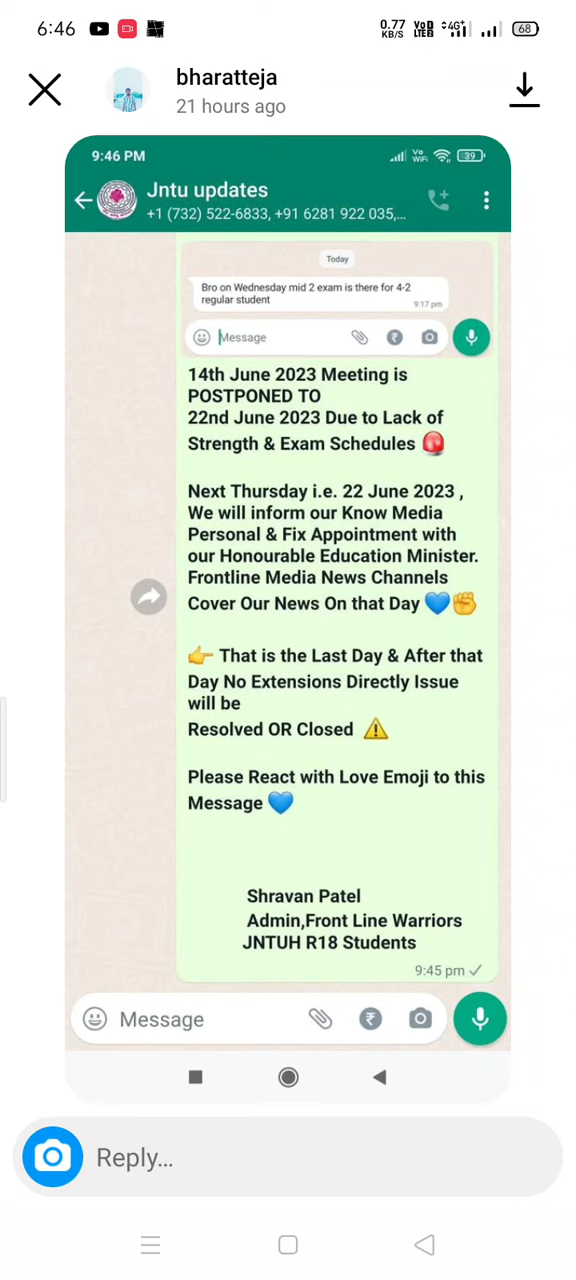 6:46
0.77
KB/S
VoD
LTE2
4G+
68
bharatteja
21 hours ago
9:46 PM
Vo
WiFi
39
Jntu updates
+1 (732) 522-6833, +91 6281 922 035,...
Today
Bro on Wednesday mid 2 exam is there for 4-2
regular student
9:17 pm
Message
14th June 2023 Meeting is
POSTPONED TO
22nd June 2023 Due to Lack of
Strength & Exam Schedules 🚨
Next Thursday i.e. 22 June 2023 ,
We will inform our Know Media
Personal & Fix Appointment with
our Honourable Education Minister.
Frontline Media News Channels
Cover Our News On that Day 💙✊
👉 That is the Last Day & After that
Day No Extensions Directly Issue
will be
Resolved OR Closed ⚠️
Please React with Love Emoji to this
Message 💙
Shravan Patel
Admin,Front Line Warriors
JNTUH R18 Students
9:45 pm
Message
Reply...